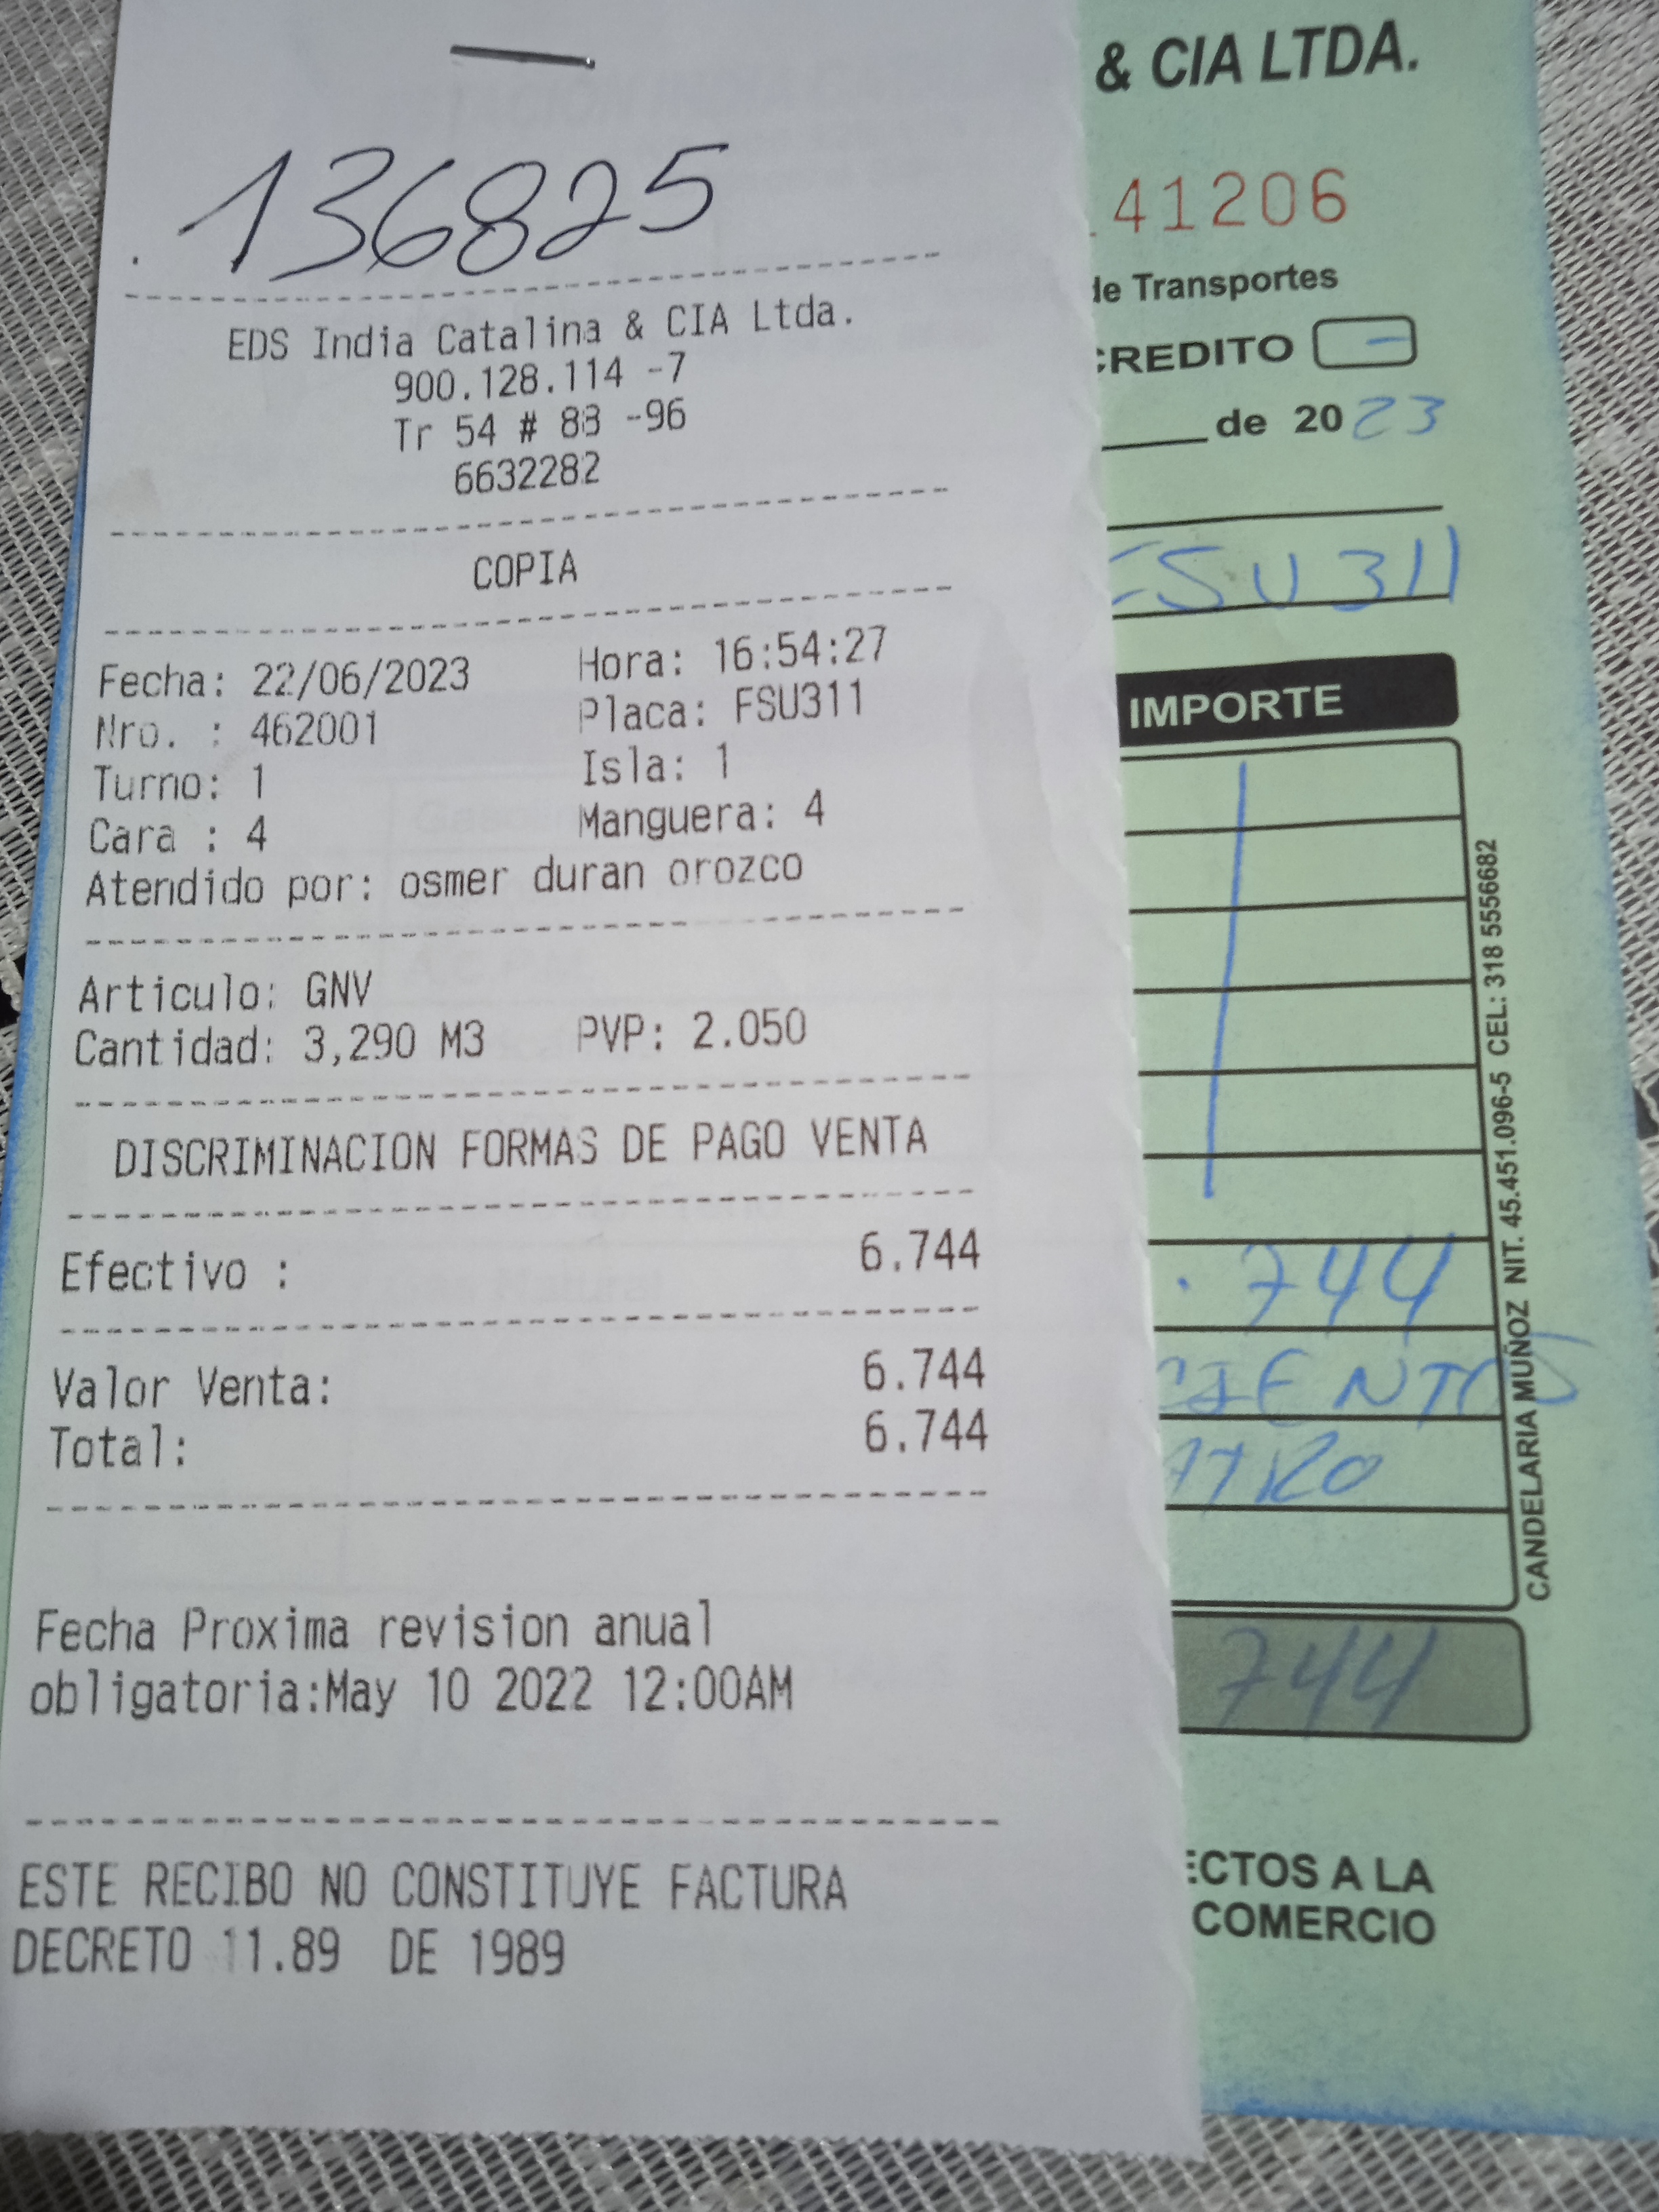 136825
EDS India Catalina & CIA Ltda.
900.128.114 -7
Tr 54 # 88 -96
6632282
COPIA
Fecha: 22/06/2023 Hora: 16:54:27
Nro. : 462001 Placa: FSU311
Turno: 1 Isla: 1
Cara : 4 Manguera: 4
Atendido por: osmer duran orozco
Articulo: GNV
Cantidad: 3,290 M3 PVP: 2.050
DISCRIMINACION FORMAS DE PAGO VENTA
Efectivo : 6.744
Valor Venta: 6.744
Total: 6.744
Fecha Proxima revision anual
obligatoria:May 10 2022 12:00AM
ESTE RECIBO NO CONSTITUYE FACTURA
DECRETO 11.89 DE 1989
& CIA LTDA.
41206
de Transportes
CREDITO
de 2023
FSU 311
IMPORTE
744
744
COMERCIO
ECTOS A LA
CANDELARIA MUÑOZ NIT. 45.451.096-5 CEL: 318 5556682